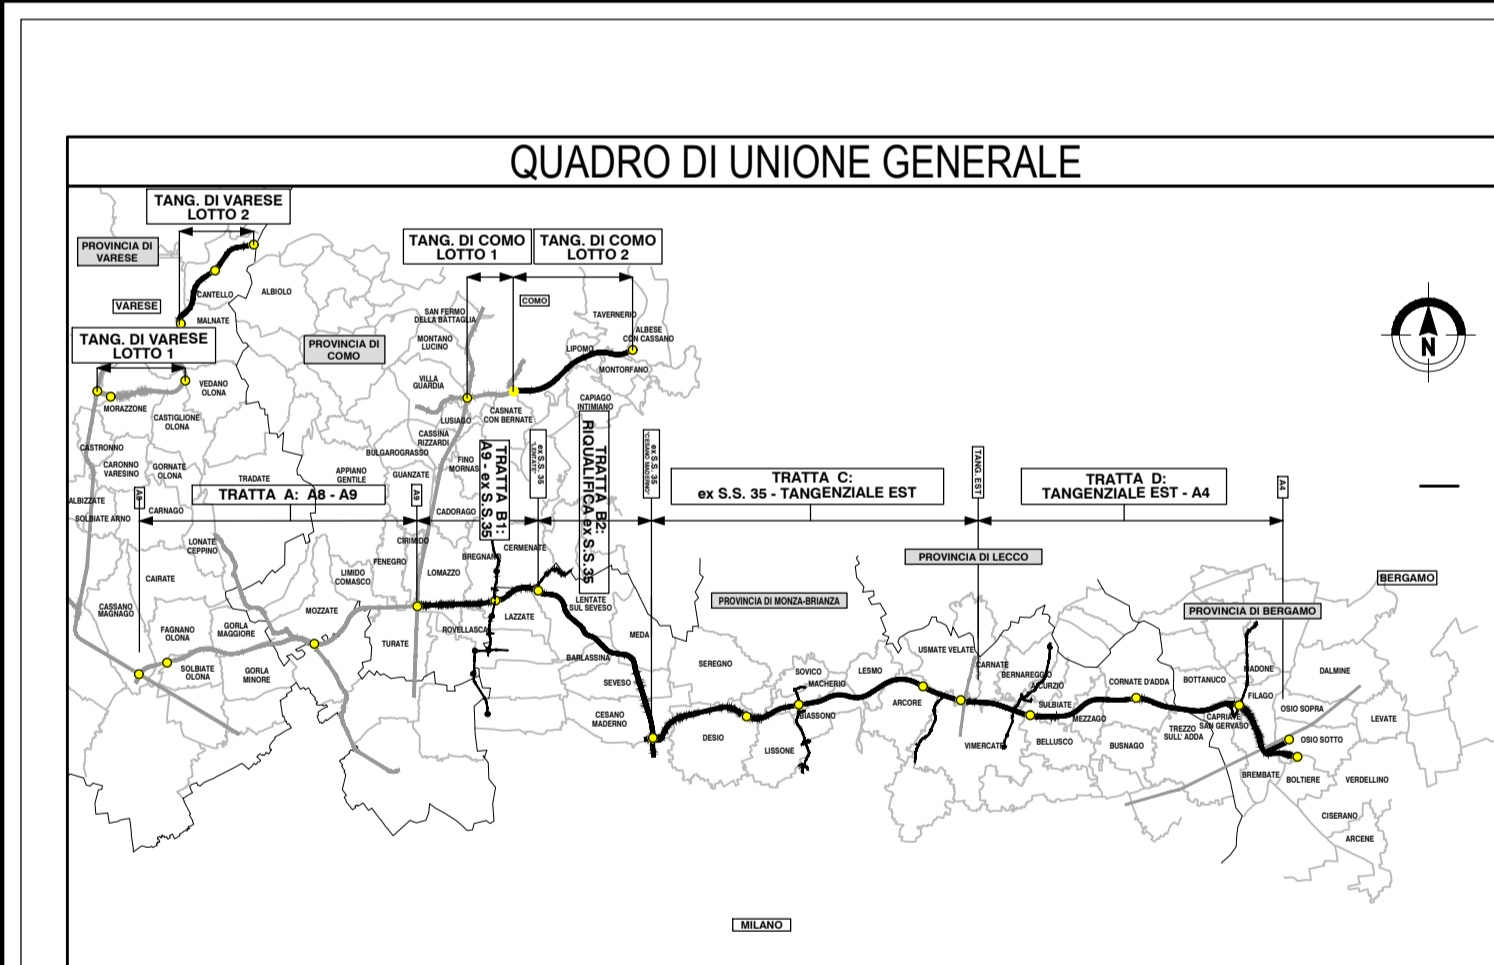 QUADRO DI UNIONE GENERALE
TANG. DI VARESE
LOTTO 2
PROVINCIA DI
VARESE
CANTELLO
ALBIOLO
VARESE
MALNATE
TANG. DI VARESE
LOTTO 1
PROVINCIA DI
COMO
TANG. DI COMO
LOTTO 1
TANG. DI COMO
LOTTO 2
COMO
SAN FERMO
DELLA BATTAGLIA
TAVERNERIO
MONTANO
LUCINO
ALBESE
CON CASSANO
LIPOMO
MONTORFANO
VILLA
GUARDIA
CAPIAGO
INTIMIANO
CASNATE
CON BERNATE
LUSIAGO
VEDANO
OLONA
MORAZZONE
CASTIGLIONE
OLONA
CASTRONNO
CARONNO
VARESINO
GORNATE
OLONA
CASSINA
RIZZARDI
BULGAROGRASSO
GUANZATE
FINO
MORNAS
APPIANO
GENTILE
TRADATE
ALBIZZATE
SOLBIATE ARNO
CARNAGO
A8
TRATTA A: A8 - A9
A9
TRATTA B1:
A9 - ex S.S.35
ex S.S. 35
"LENTATE"
TRATTA B2:
RIQUALIFICA ex S.S.35
ex S.S. 35
"CESANO MADERNO"
TRATTA C:
ex S.S. 35 - TANGENZIALE EST
TANG. EST
TRATTA D:
TANGENZIALE EST - A4
A4
N
CADORAGO
CIRIMIDO
FENEGRO
LOMAZZO
BREGNANO
CERMENATE
LONATE
CEPPINO
LIMIDO
COMASCO
CAIRATE
CASSANO
MAGNAGO
MOZZATE
GORLA
MAGGIORE
FAGNANO
OLONA
SOLBIATE
OLONA
GORLA
MINORE
TURATE
ROVELLASCA
LAZZATE
LENTATE
SUL SEVESO
MEDA
BARLASSINA
SEVESO
CESANO
MADERNO
PROVINCIA DI MONZA-BRIANZA
PROVINCIA DI LECCO
PROVINCIA DI BERGAMO
BERGAMO
SEREGNO
DESIO
LISSONE
SOVICO
MACHERIO
BIASSONO
LESMO
ARCORE
USMATE VELATE
CARNATE
BERNAREGGIO
AICURZIO
SULBIATE
VIMERCATE
BELLUSCO
MEZZAGO
BUSNAGO
CORNATE D'ADDA
BOTTANUCO
TREZZO
SULL' ADDA
CAPRIATE
SAN GERVASO
MADONE
FILAGO
DALMINE
OSIO SOPRA
OSIO SOTTO
LEVATE
BREMBATE
BOLTIERE
VERDELLINO
CISERANO
ARCENE
MILANO